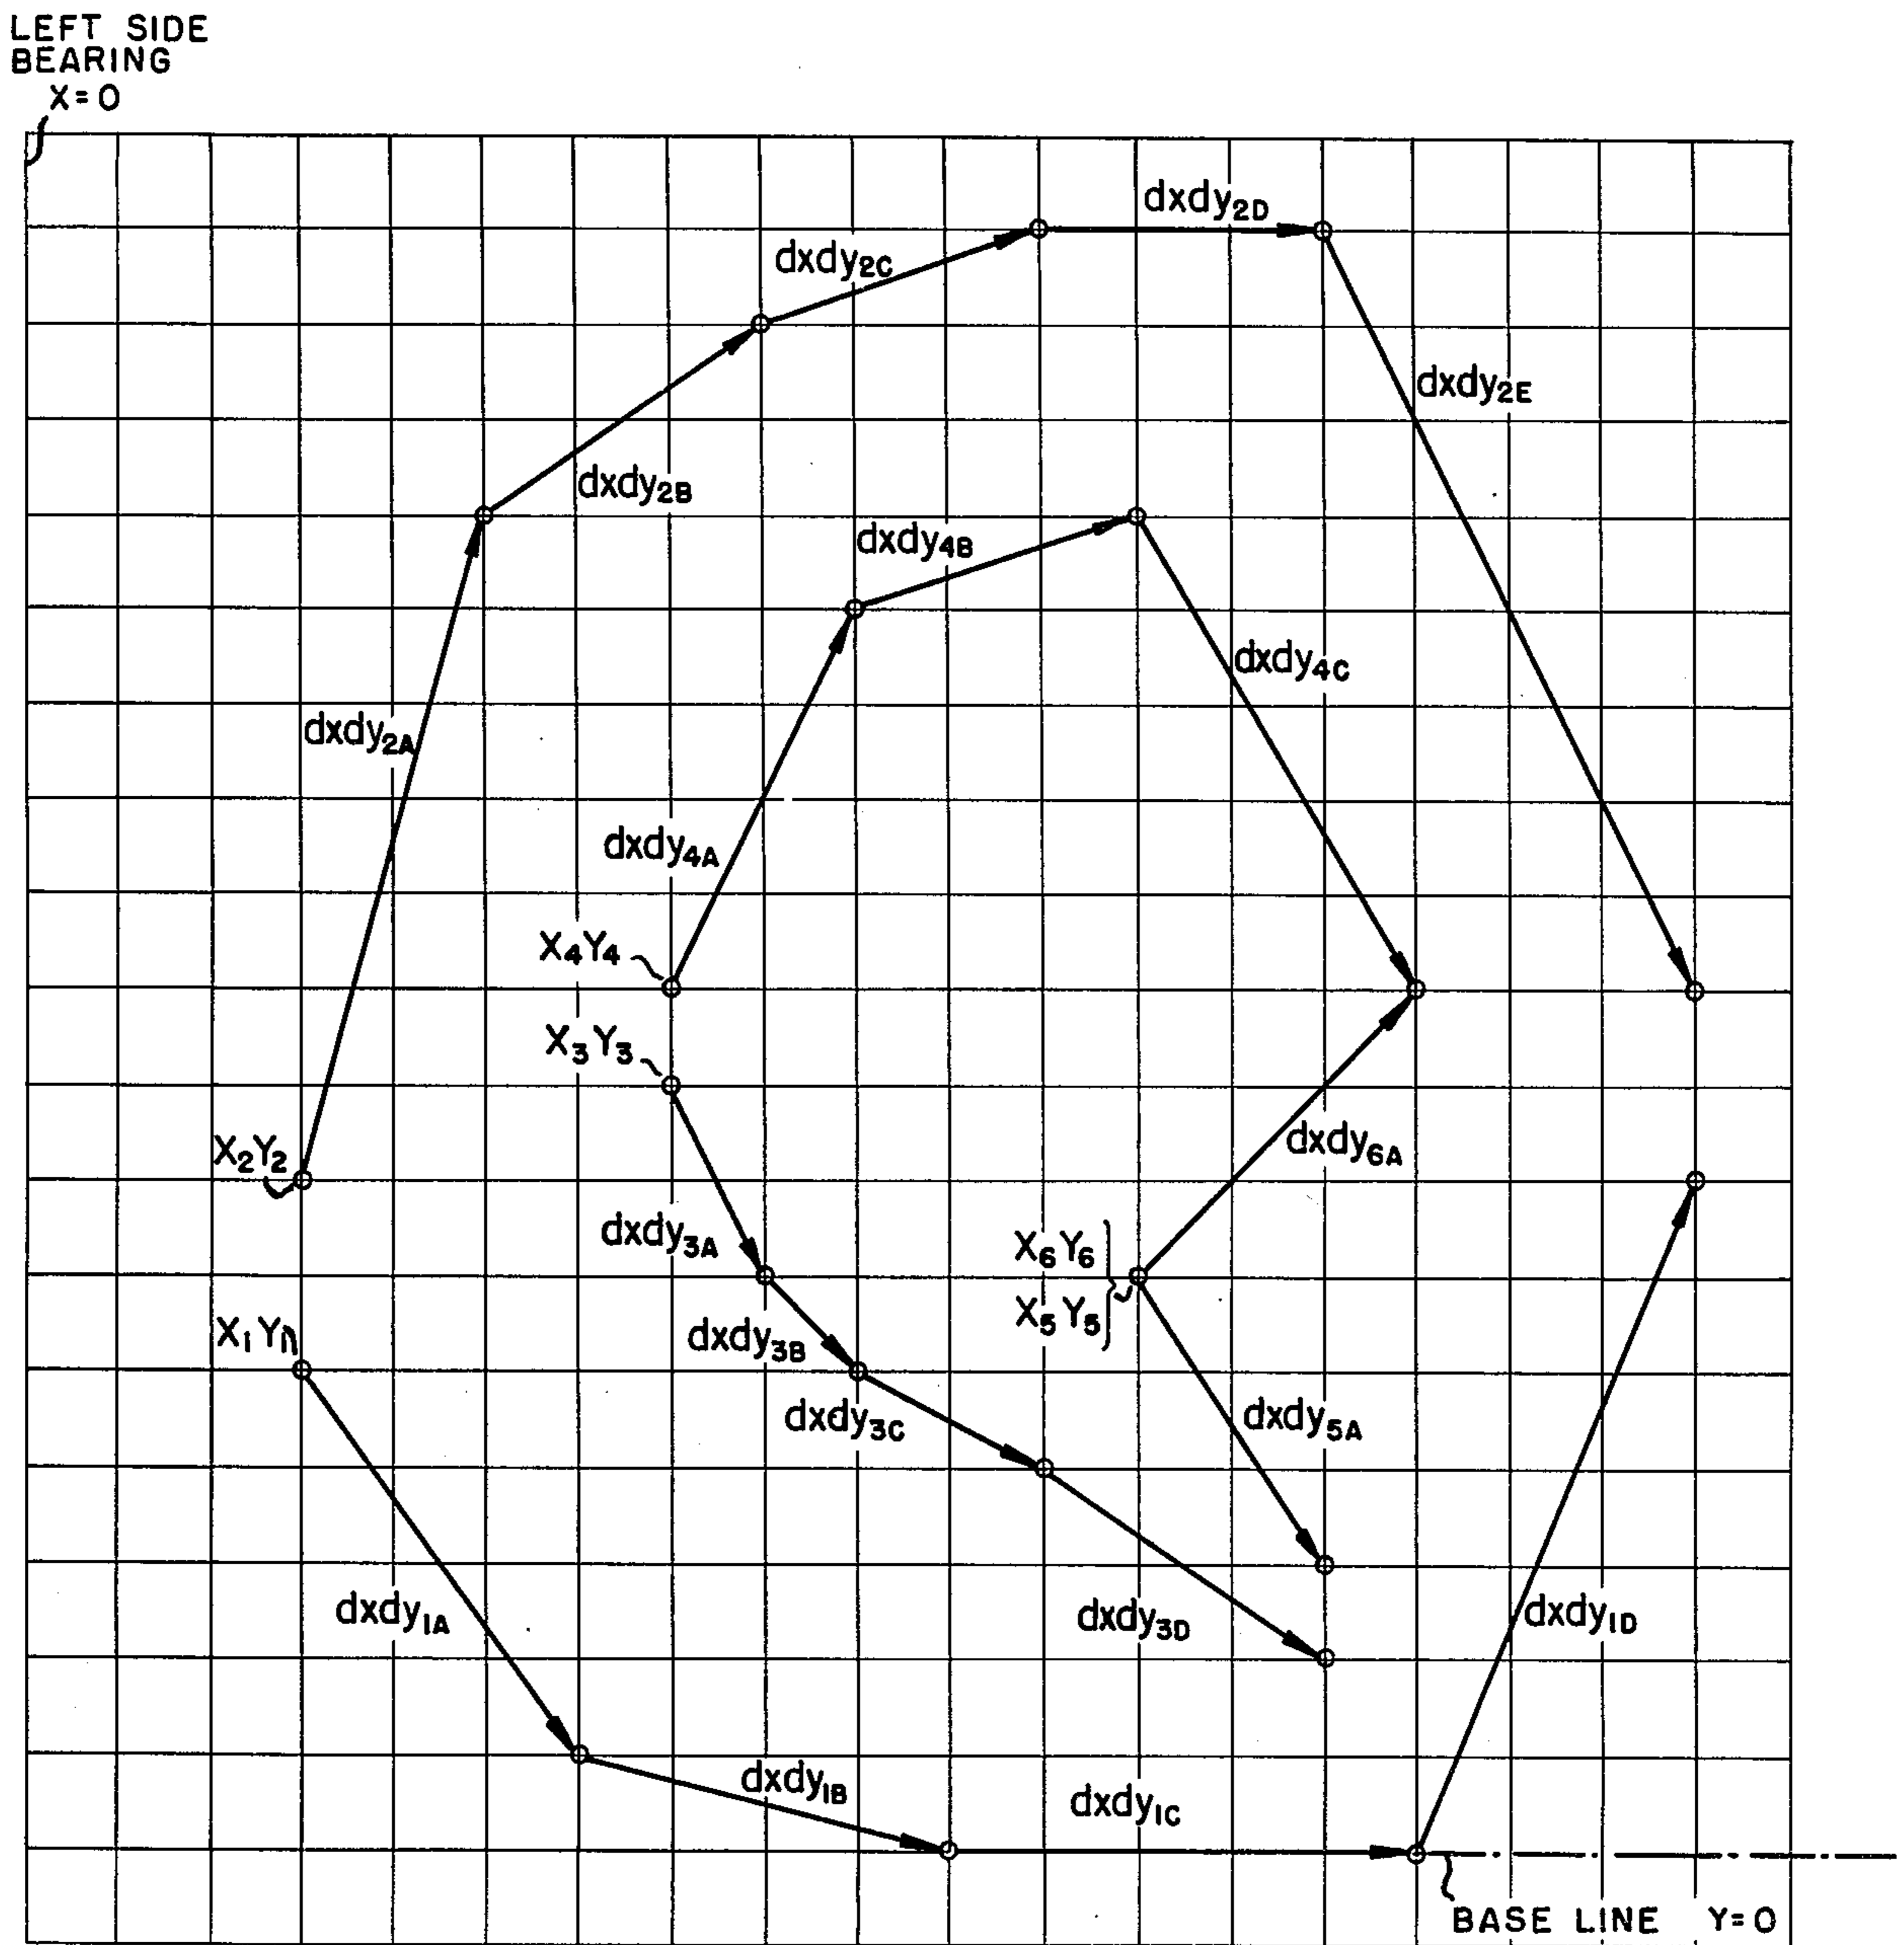 LEFT SIDE
BEARING
X=0
dxdy2D
dxdy2C
dxdy2E
dxdy2B
dxdy4B
dxdy4C
dxdy2A
dxdy4A
X4Y4
X3Y3
dxdy6A
X2Y2
dxdy3A
X6Y6
X5Y5
X1Y1
dxdy3B
dxdy3C
dxdy5A
dxdy1A
dxdy3D
dxdy1D
dxdy1B
dxdy1C
BASE LINE Y=0